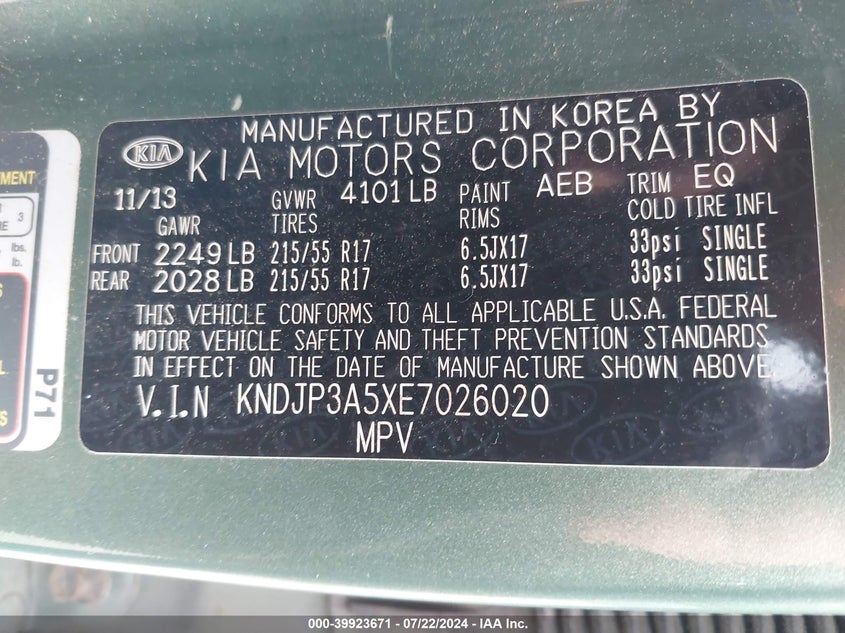 MANUFACTURED IN KOREA BY
KIA KIA MOTORS CORPORATION
11/13 GVWR 4101 LB PAINT AEB TRIM EQ
GAWR TIRES RIMS COLD TIRE INFL
FRONT 2249 LB 215/55 R17 6.5JX17 33psi SINGLE
REAR 2028 LB 215/55 R17 6.5JX17 33psi SINGLE
THIS VEHICLE CONFORMS TO ALL APPLICABLE U.S.A. FEDERAL
MOTOR VEHICLE SAFETY AND THEFT PREVENTION STANDARDS
IN EFFECT ON THE DATE OF MANUFACTURE SHOWN ABOVE.
V.I.N KNDJP3A5XE7026020
MPV
3
lbs.
lb.
P71
000-39923671 / 07/22/2024 - IAA Inc.